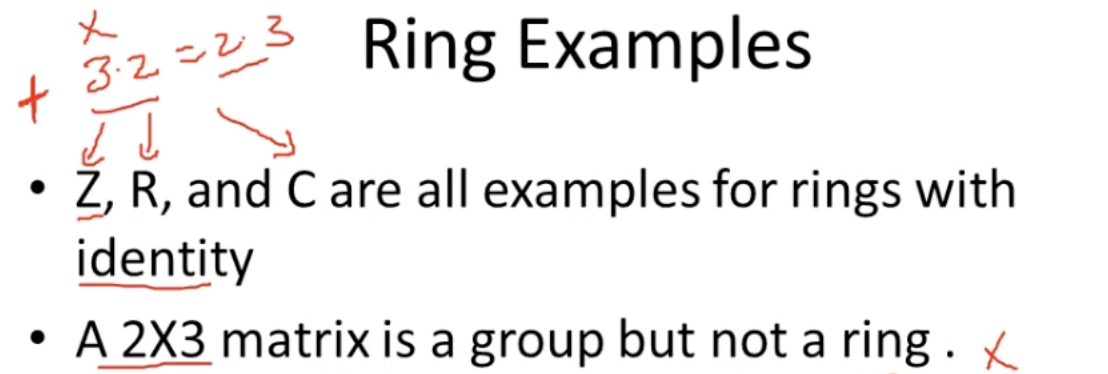 ×
3·2 = 2·3
+
Ring Examples
• Z, R, and C are all examples for rings with
identity
• A 2X3 matrix is a group but not a ring . ×